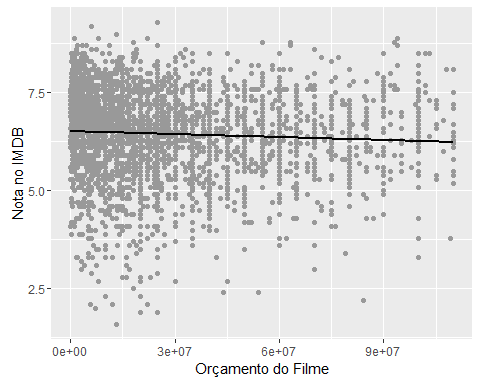 Nota no IMDB
7.5
5.0
2.5
0e+00 3e+07 6e+07 9e+07
Orçamento do Filme